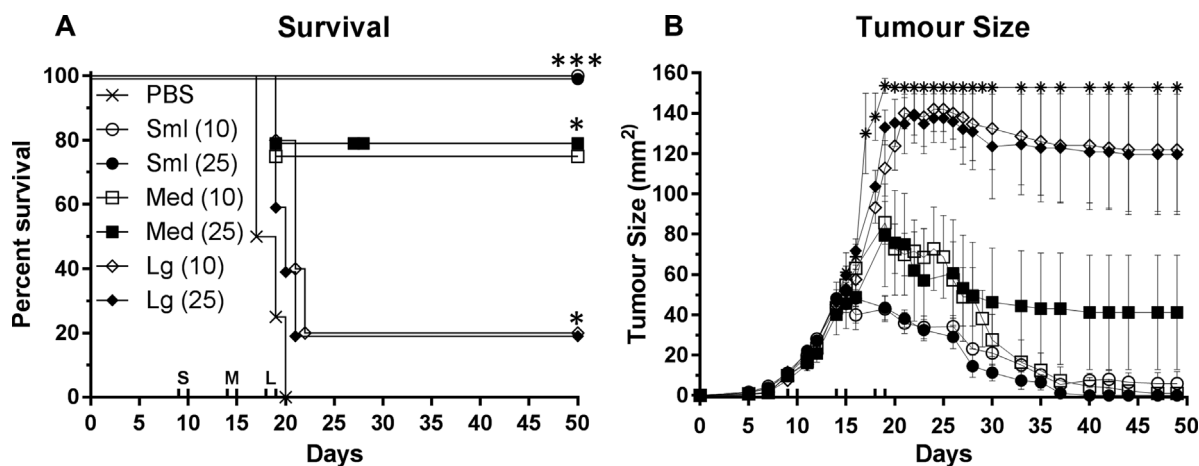 A
Survival
***
*
*
Percent survival
100
80
60
40
20
0
PBS
Sml (10)
Sml (25)
Med (10)
Med (25)
Lg (10)
Lg (25)
S M L
0 5 10 15 20 25 30 35 40 45 50
Days
B
Tumour Size
Tumour Size (mm²)
160
140
120
100
80
60
40
20
0
0 5 10 15 20 25 30 35 40 45 50
Days